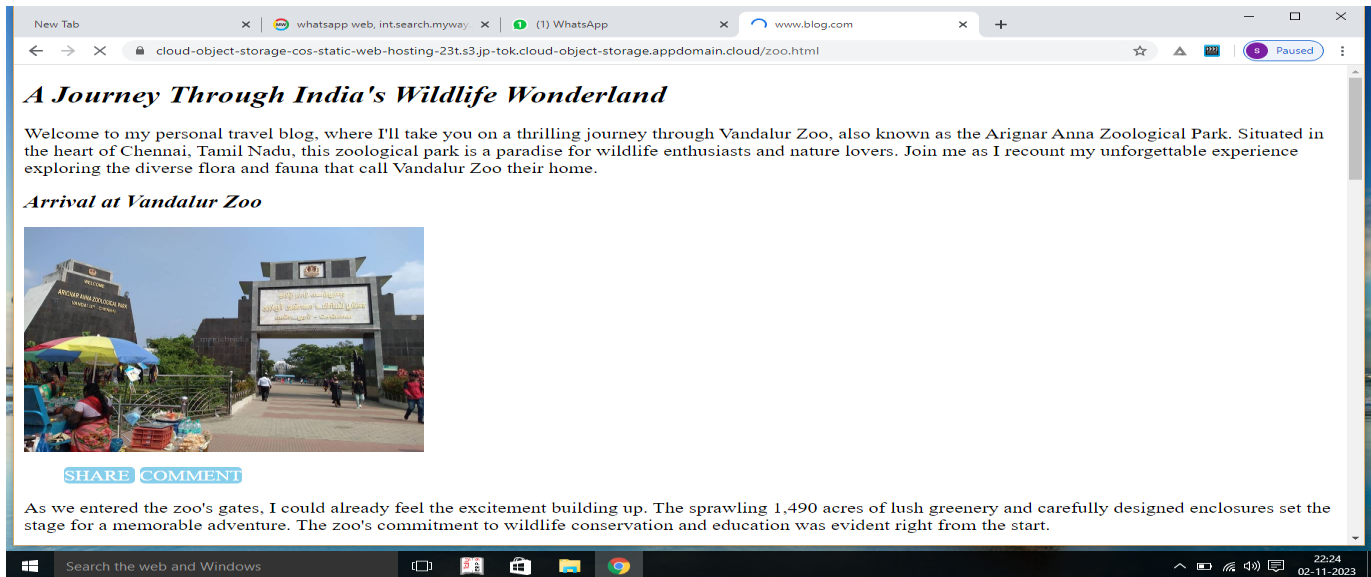 New Tab
whatsapp web, int.search.myway.
(1) WhatsApp
www.blog.com
cloud-object-storage-cos-static-web-hosting-23t.s3.jp-tok.cloud-object-storage.appdomain.cloud/zoo.html
S Paused
A Journey Through India's Wildlife Wonderland
Welcome to my personal travel blog, where I'll take you on a thrilling journey through Vandalur Zoo, also known as the Arignar Anna Zoological Park. Situated in
the heart of Chennai, Tamil Nadu, this zoological park is a paradise for wildlife enthusiasts and nature lovers. Join me as I recount my unforgettable experience
exploring the diverse flora and fauna that call Vandalur Zoo their home.
Arrival at Vandalur Zoo
WELCOME
ARIGNAR ANNA ZOOLOGICAL PARK
VANDALUR - CHENNAI
SHARE COMMENT
As we entered the zoo's gates, I could already feel the excitement building up. The sprawling 1,490 acres of lush greenery and carefully designed enclosures set the
stage for a memorable adventure. The zoo's commitment to wildlife conservation and education was evident right from the start.
Search the web and Windows
22:24
02-11-2023